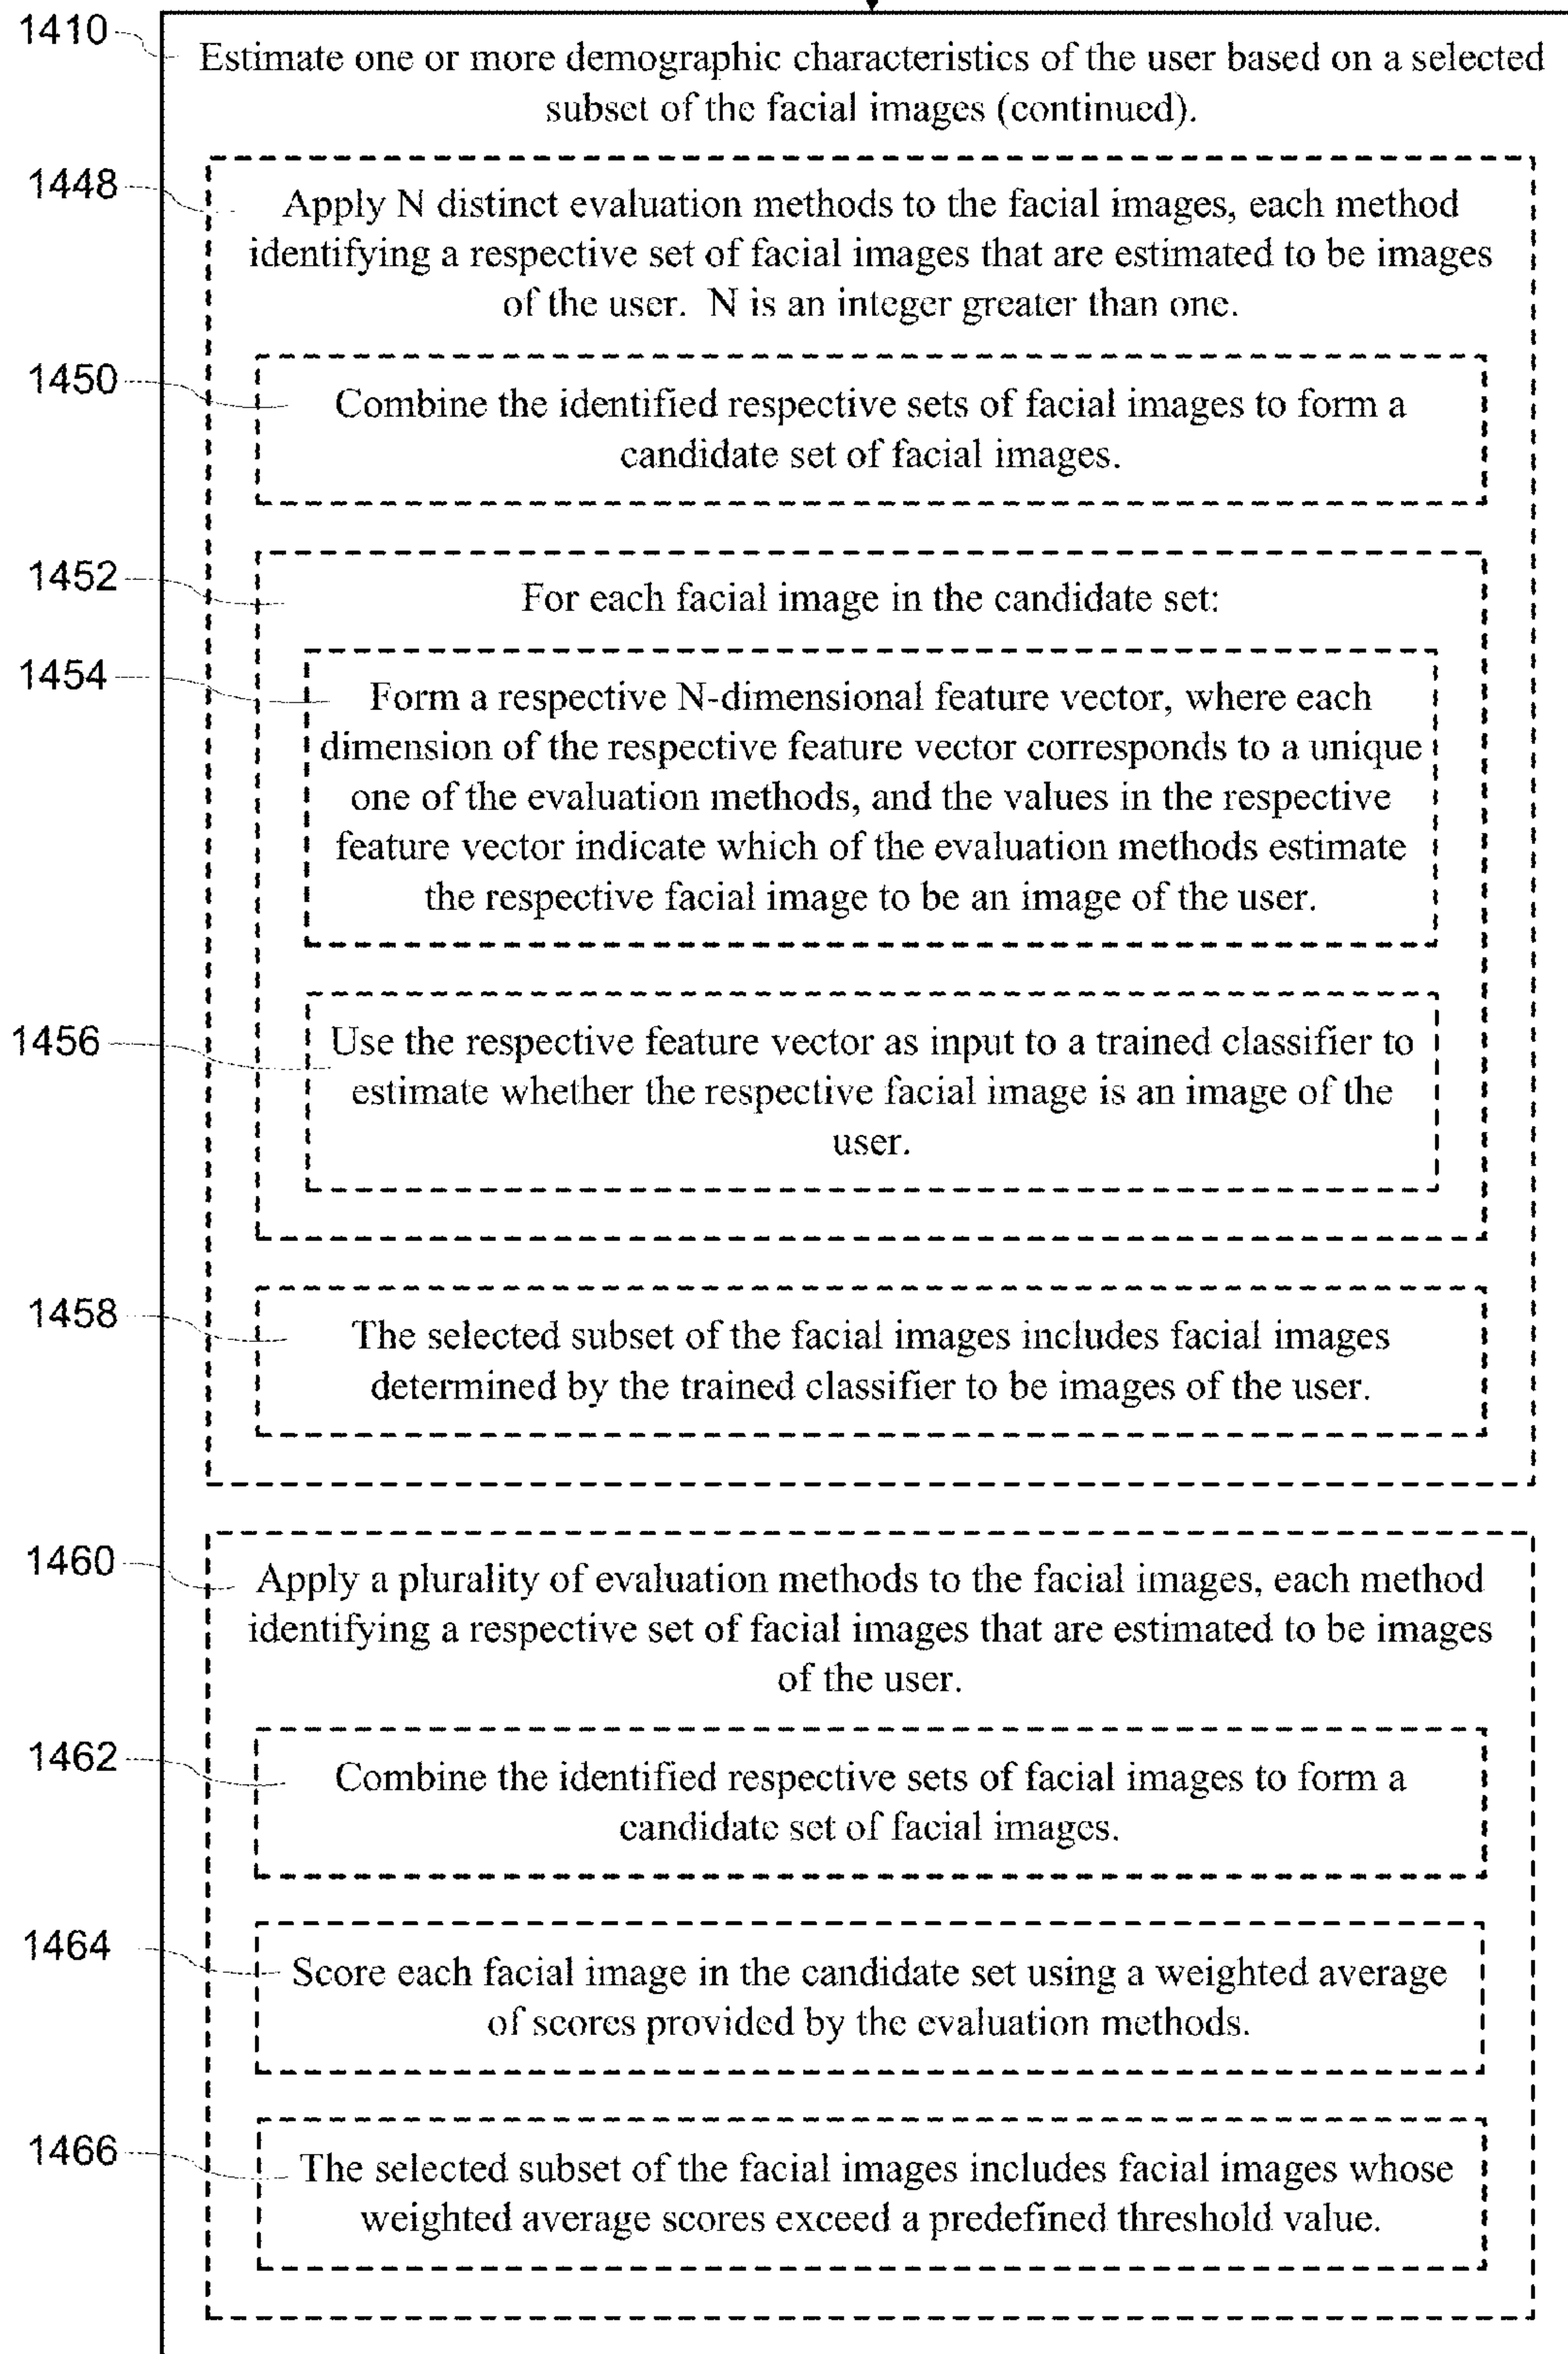 1410
Estimate one or more demographic characteristics of the user based on a selected
subset of the facial images (continued).
1448
Apply N distinct evaluation methods to the facial images, each method
identifying a respective set of facial images that are estimated to be images
of the user. N is an integer greater than one.
1450
Combine the identified respective sets of facial images to form a
candidate set of facial images.
1452
For each facial image in the candidate set:
1454
Form a respective N-dimensional feature vector, where each
dimension of the respective feature vector corresponds to a unique
one of the evaluation methods, and the values in the respective
feature vector indicate which of the evaluation methods estimate
the respective facial image to be an image of the user.
1456
Use the respective feature vector as input to a trained classifier to
estimate whether the respective facial image is an image of the
user.
1458
The selected subset of the facial images includes facial images
determined by the trained classifier to be images of the user.
1460
Apply a plurality of evaluation methods to the facial images, each method
identifying a respective set of facial images that are estimated to be images
of the user.
1462
Combine the identified respective sets of facial images to form a
candidate set of facial images.
1464
Score each facial image in the candidate set using a weighted average
of scores provided by the evaluation methods.
1466
The selected subset of the facial images includes facial images whose
weighted average scores exceed a predefined threshold value.